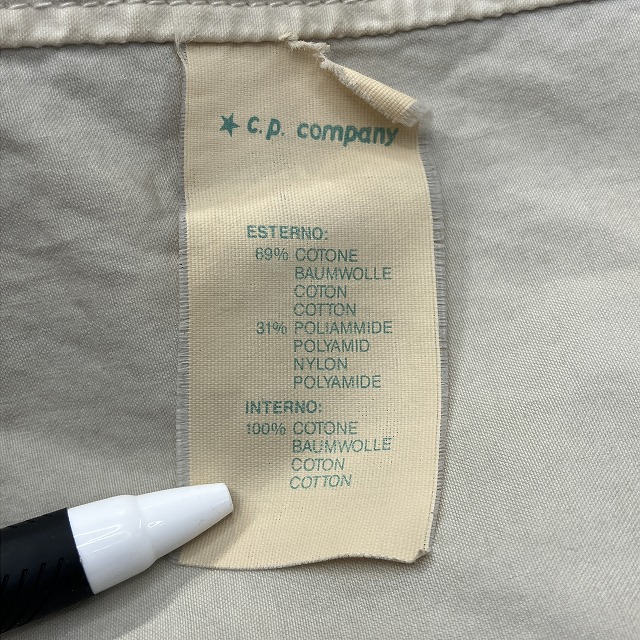 ★ c.p. company
ESTERNO:
69% COTONE
BAUMWOLLE
COTON
COTTON
31% POLIAMMIDE
POLYAMID
NYLON
POLYAMIDE
INTERNO:
100% COTONE
BAUMWOLLE
COTON
COTTON